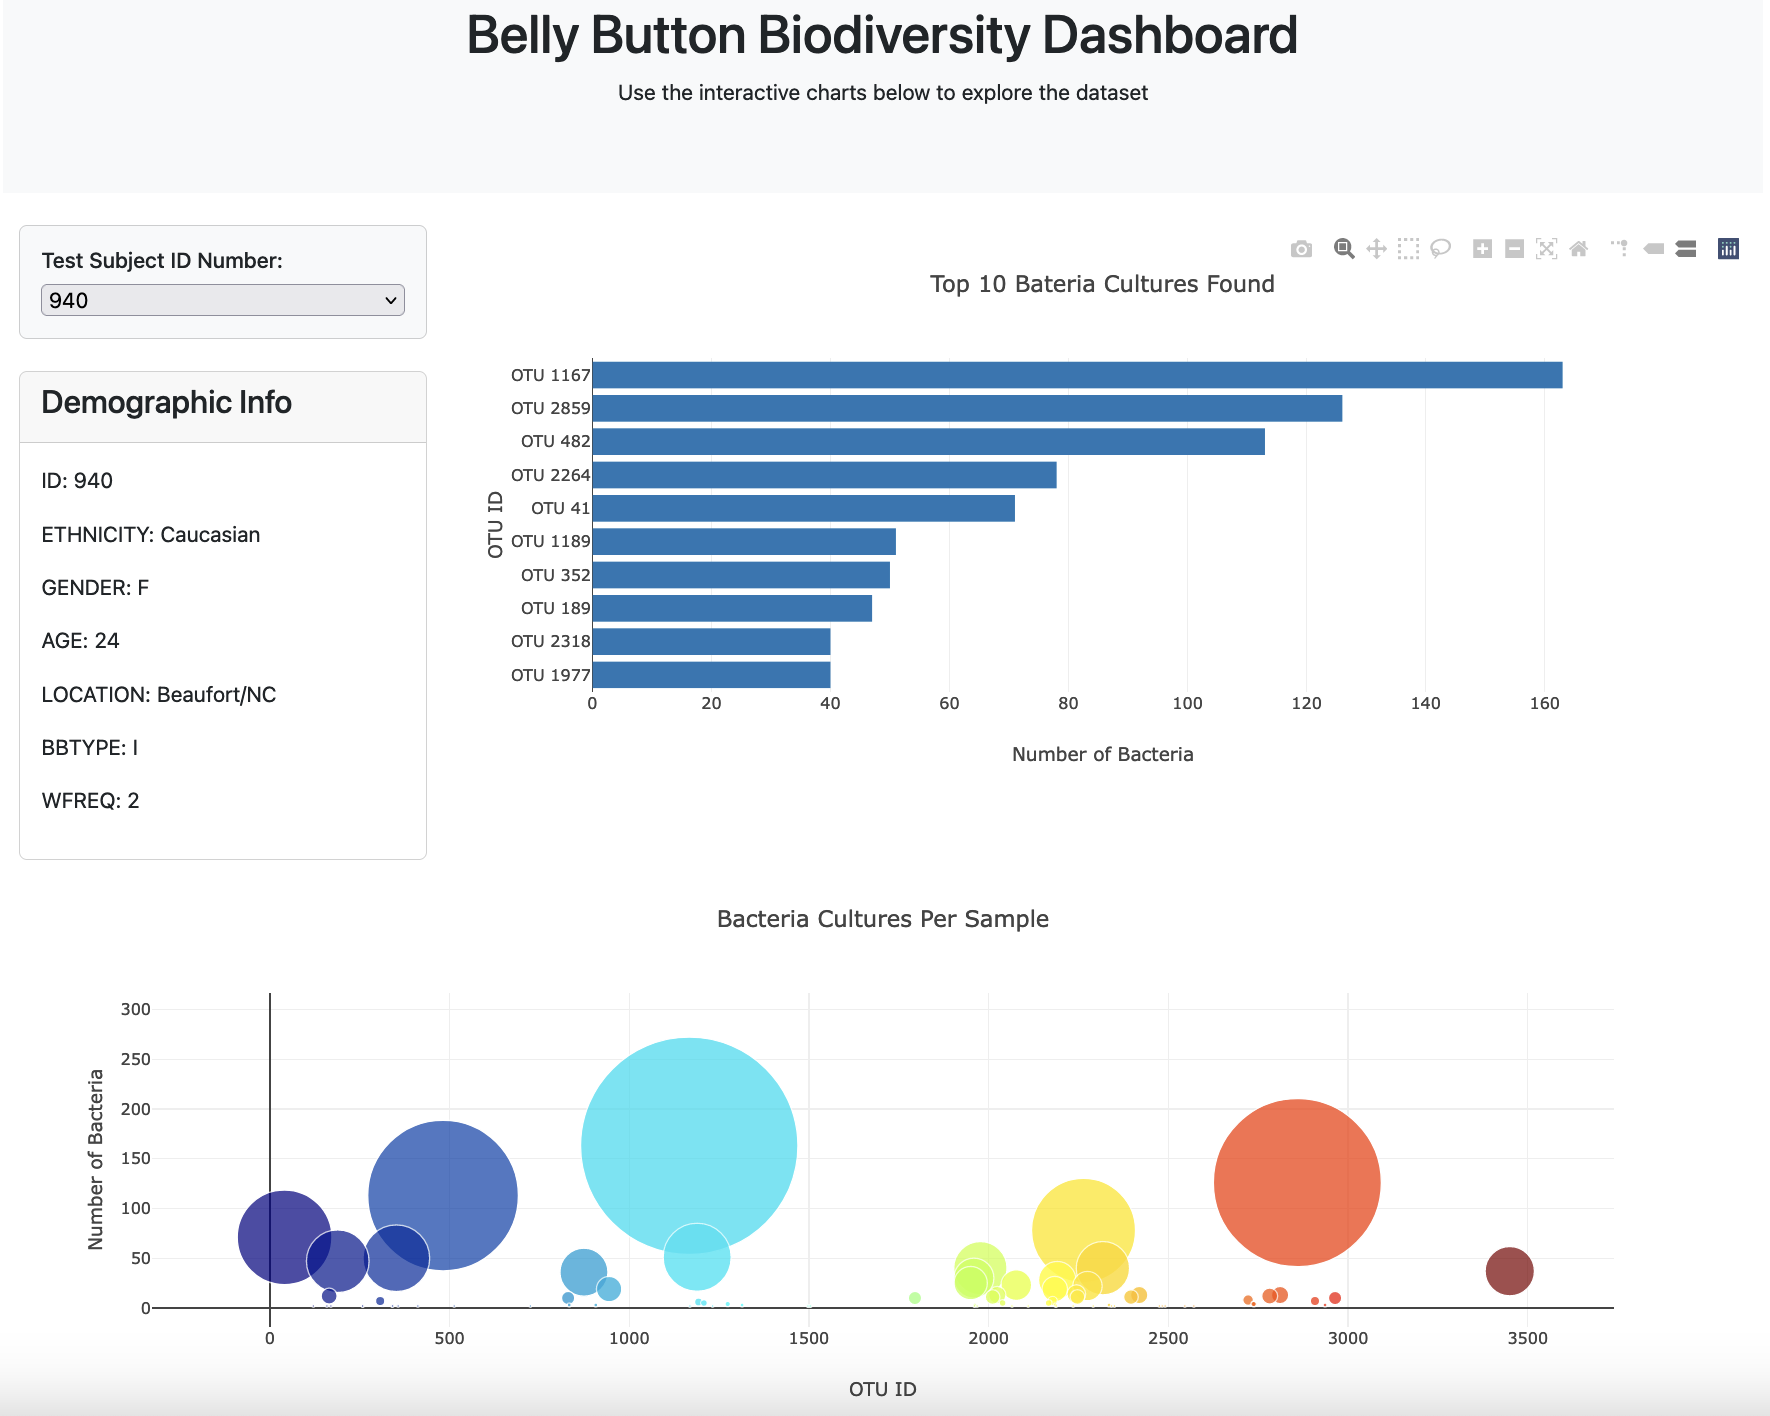 Belly Button Biodiversity Dashboard
Use the interactive charts below to explore the dataset
Test Subject ID Number:
940
Demographic Info
ID: 940
ETHNICITY: Caucasian
GENDER: F
AGE: 24
LOCATION: Beaufort/NC
BBTYPE: I
WFREQ: 2
Top 10 Bateria Cultures Found
OTU ID
OTU 1167
OTU 2859
OTU 482
OTU 2264
OTU 41
OTU 1189
OTU 352
OTU 189
OTU 2318
OTU 1977
0 20 40 60 80 100 120 140 160
Number of Bacteria
Bacteria Cultures Per Sample
Number of Bacteria
300
250
200
150
100
50
0
0 500 1000 1500 2000 2500 3000 3500
OTU ID